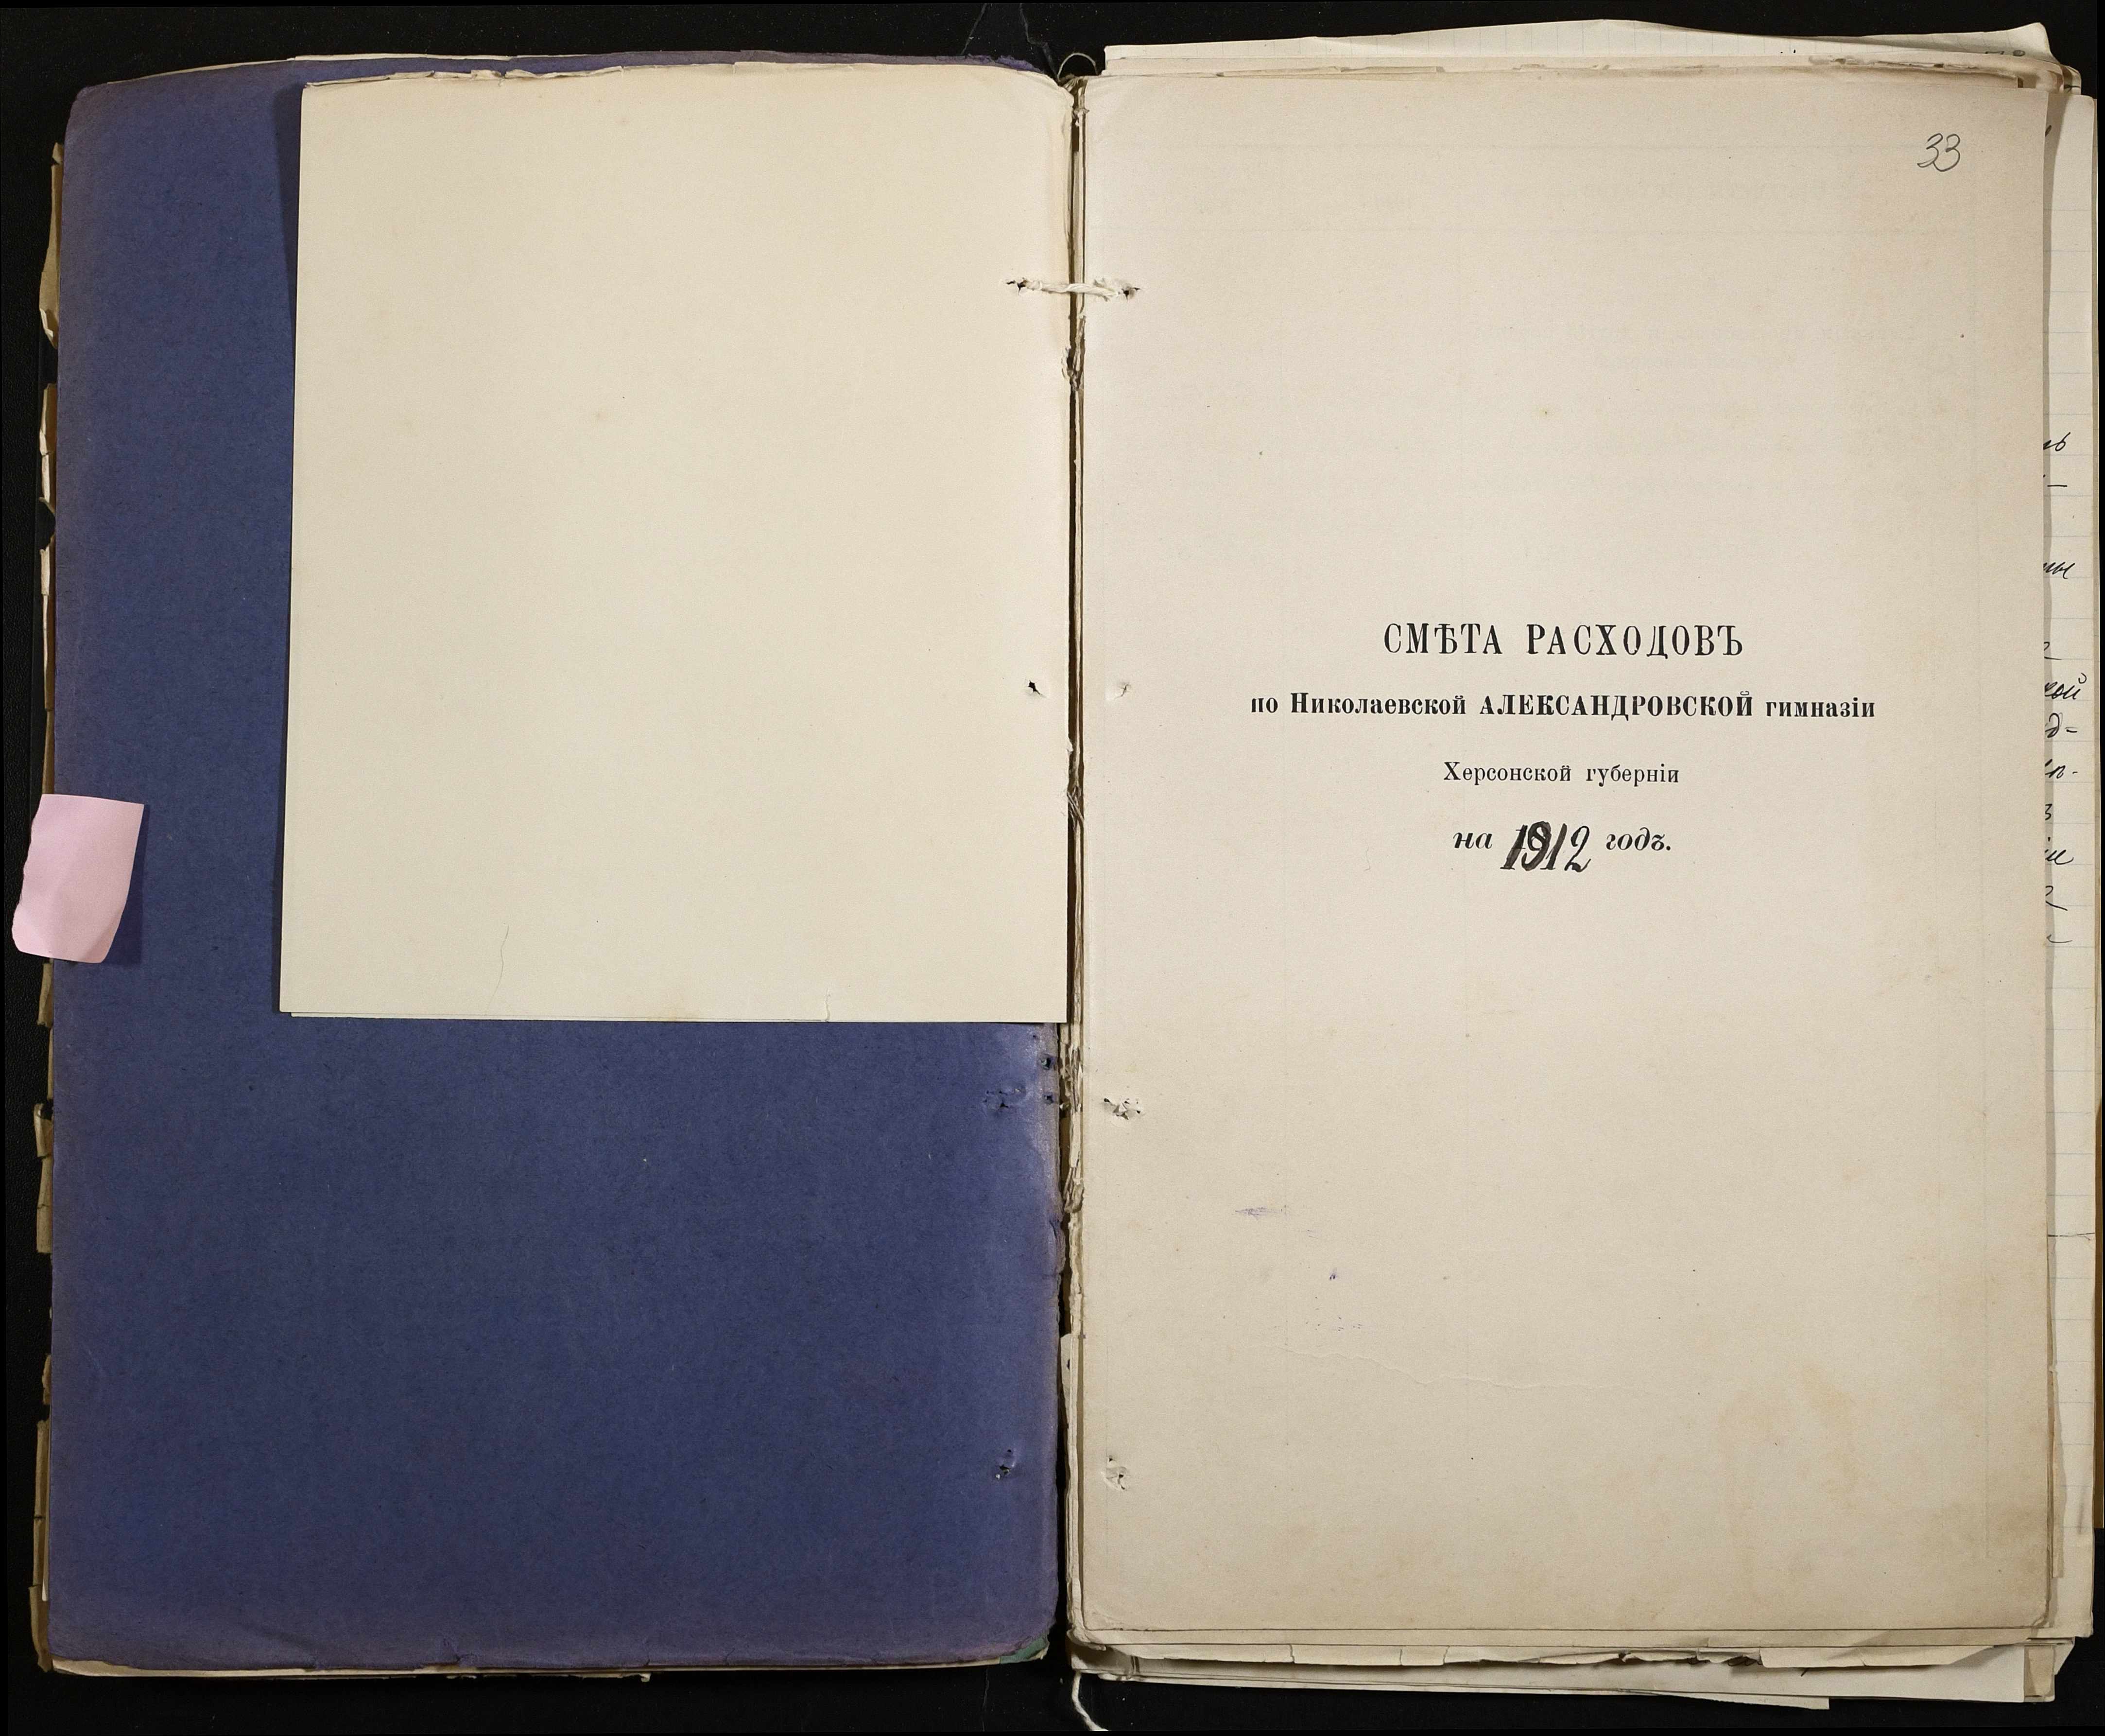 33
СМѢТА РАСХОДОВЪ
по Николаевской АЛЕКСАНДРОВСКОЙ гимназіи
Херсонской губерніи
на 1912 годъ.